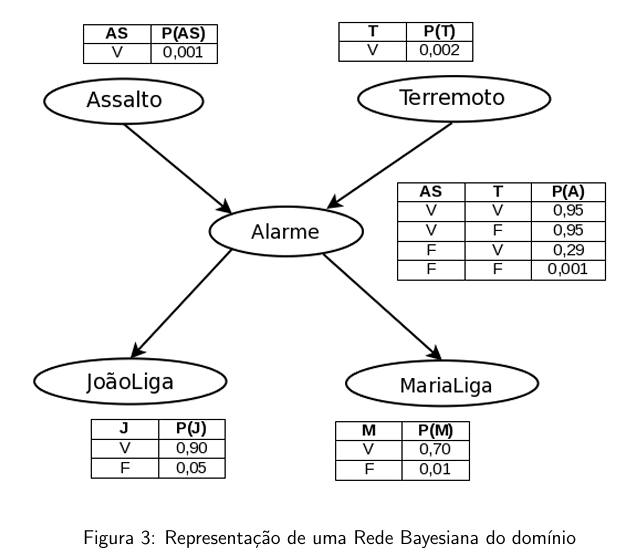 AS P(AS)
V 0,001
T P(T)
V 0,002
Assalto
Terremoto
AS T P(A)
V V 0,95
V F 0,95
F V 0,29
F F 0,001
Alarme
JoãoLiga
MariaLiga
J P(J)
V 0,90
F 0,05
M P(M)
V 0,70
F 0,01
Figura 3: Representação de uma Rede Bayesiana do domínio